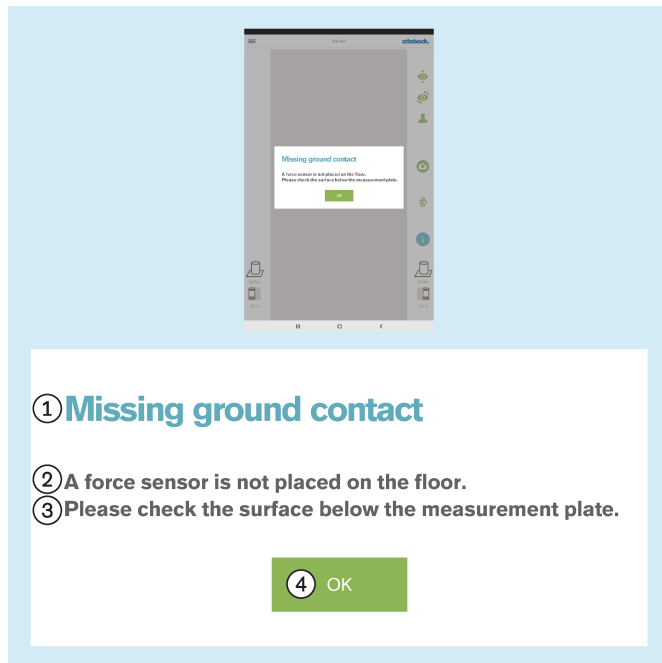 ottobock.
Missing ground contact
A force sensor is not placed on the floor.
Please check the surface below the measurement plate.
OK
1 Missing ground contact
2 A force sensor is not placed on the floor.
3 Please check the surface below the measurement plate.
4 OK